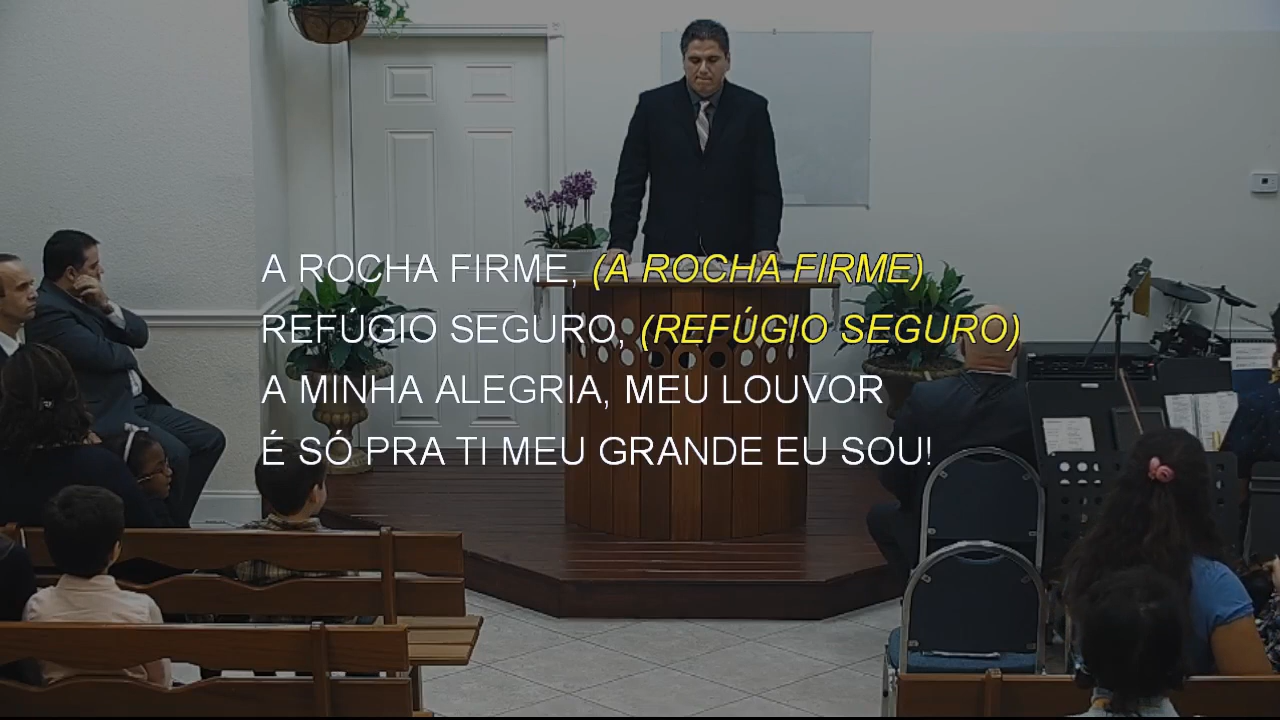 A ROCHA FIRME, (A ROCHA FIRME)
REFÚGIO SEGURO, (REFÚGIO SEGURO)
A MINHA ALEGRIA, MEU LOUVOR
É SÓ PRA TI MEU GRANDE EU SOU!